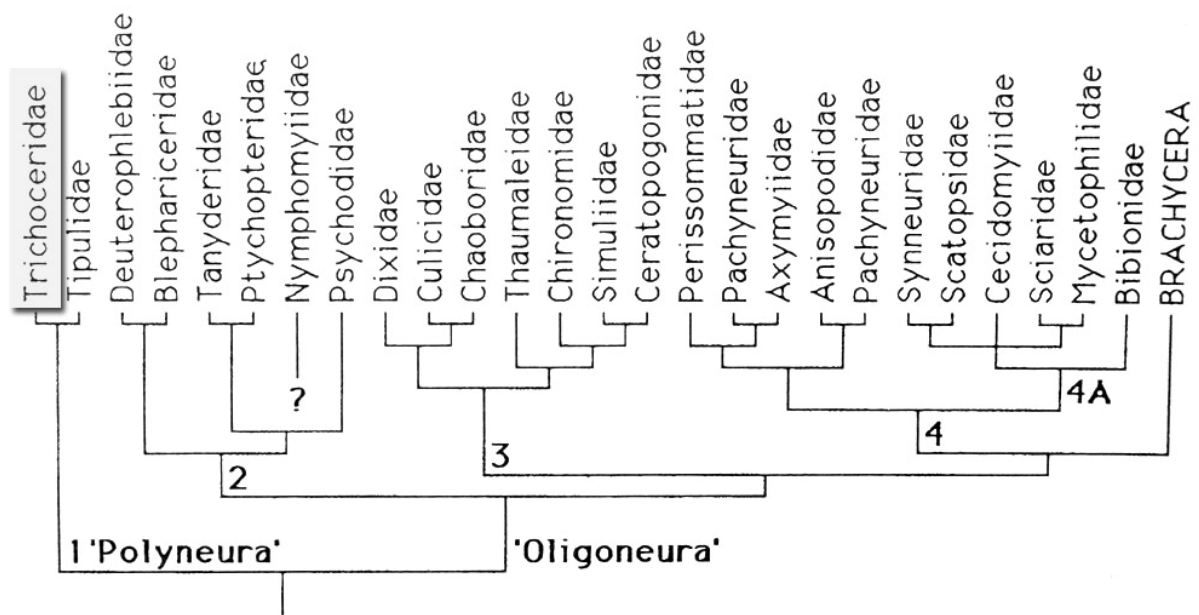 Trichoceridae
Tipulidae
Deuterophlebiidae
Blephariceridae
Tanyderidae
Ptychopteridae
Nymphomyiidae
Psychodidae
Dixidae
Culicidae
Chaoboridae
Thaumaleidae
Chironomidae
Simuliidae
Ceratopogonidae
Perissommatidae
Pachyneuridae
Axymyiidae
Anisopodidae
Pachyneuridae
Synneuridae
Scatopsidae
Cecidomyiidae
Sciaridae
Mycetophilidae
Bibionidae
BRACHYCERA
?
4A
4
3
2
1 'Polyneura'
'Oligoneura'